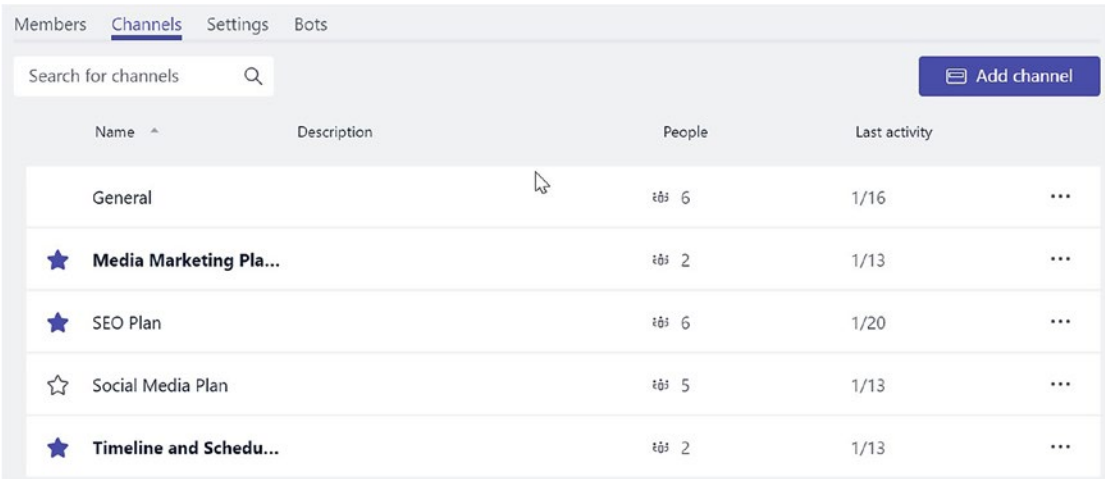 Members Channels Settings Bots
Search for channels Add channel
Name Description People Last activity
General 6 1/16 ...
Media Marketing Pla... 2 1/13 ...
SEO Plan 6 1/20 ...
Social Media Plan 5 1/13 ...
Timeline and Schedu... 2 1/13 ...